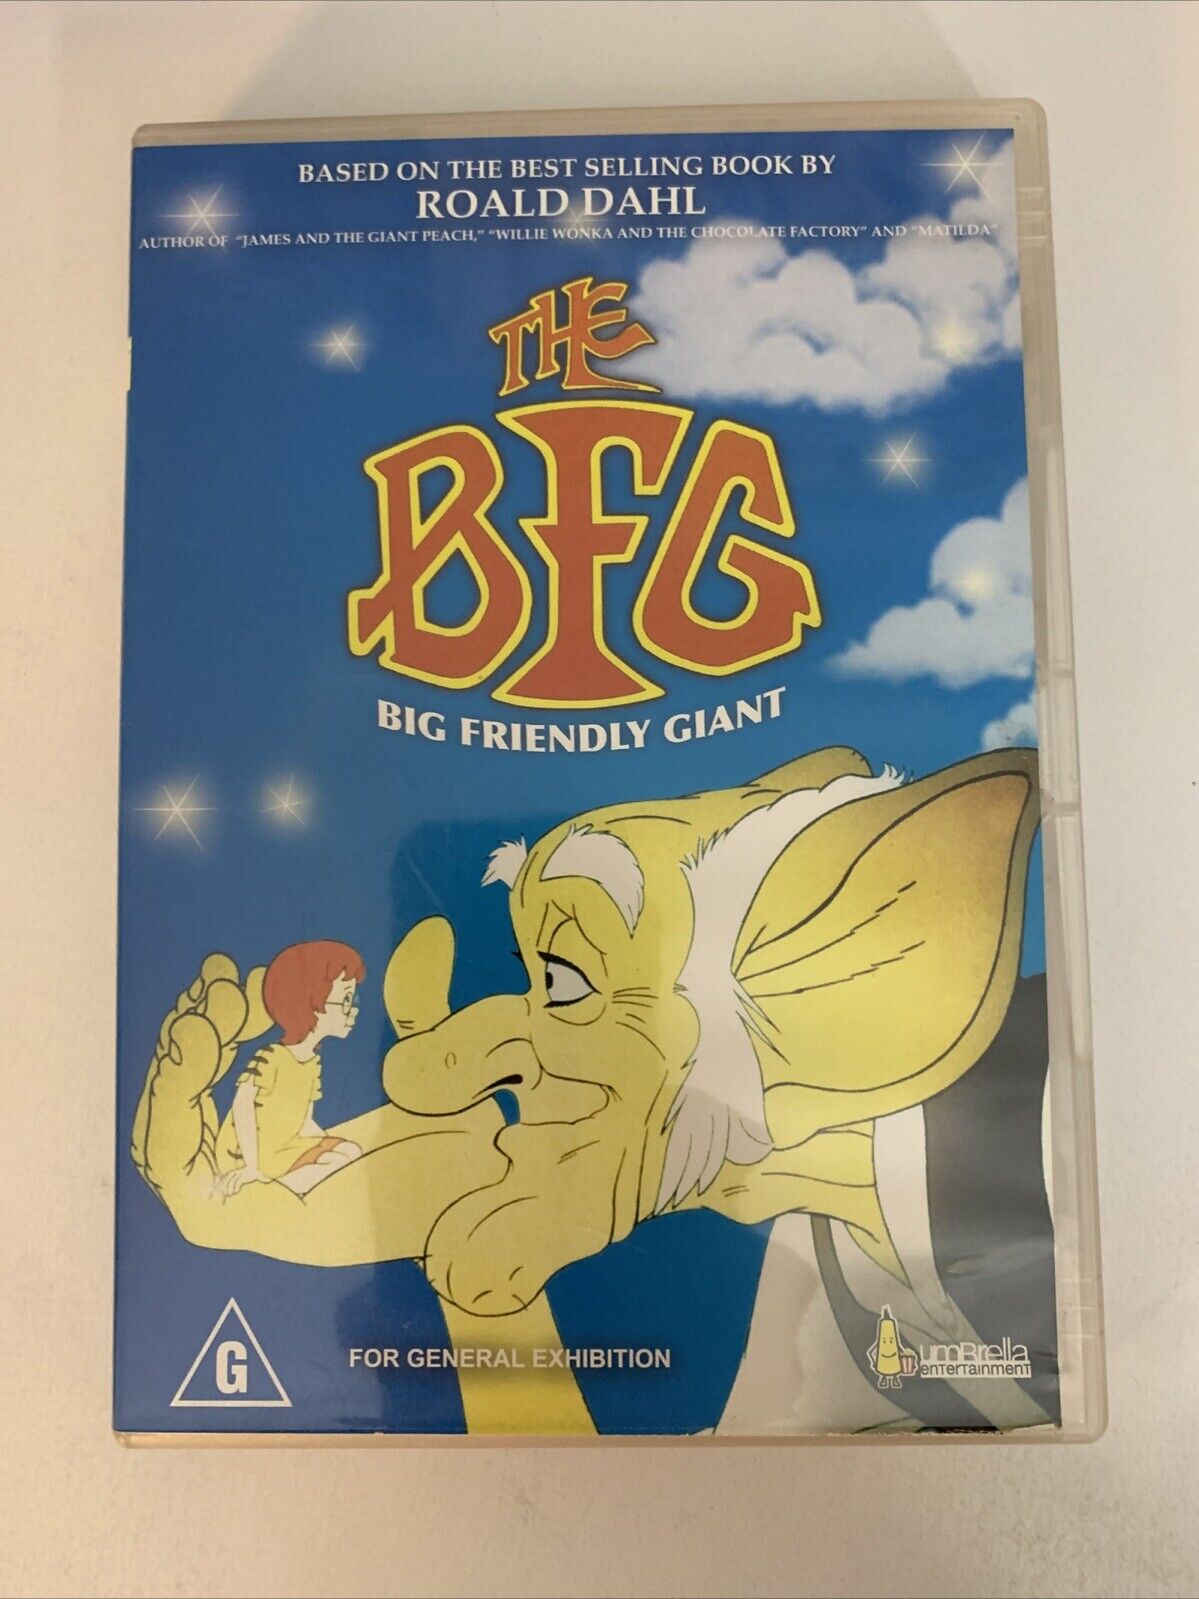 BASED ON THE BEST SELLING BOOK BY
ROALD DAHL
AUTHOR OF "JAMES AND THE GIANT PEACH," "WILLIE WONKA AND THE CHOCOLATE FACTORY" AND "MATILDA"
THE
BFG
BIG FRIENDLY GIANT
G
FOR GENERAL EXHIBITION
umBrella
entertainment